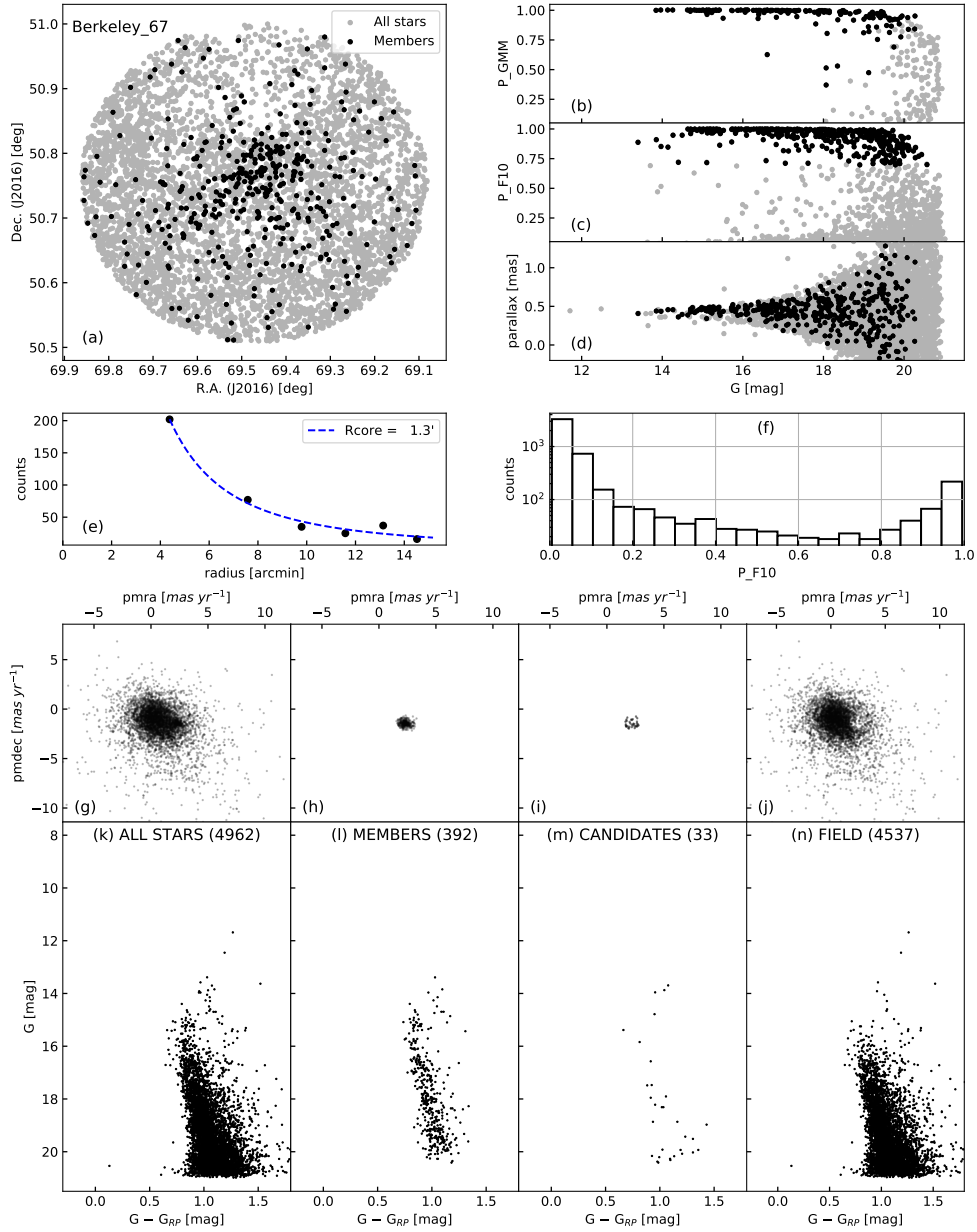 Berkeley_67
All stars
Members
51.0
50.9
50.8
50.7
50.6
50.5
Dec. (J2016) [deg]
(a)
69.9 69.8 69.7 69.6 69.5 69.4 69.3 69.2 69.1
R.A. (J2016) [deg]
1.00
0.75
0.50
0.25
P_GMM
(b)
1.00
0.75
0.50
0.25
P_F10
(c)
1.0
0.5
0.0
parallax [mas]
(d)
12 14 16 18 20
G [mag]
200
150
100
50
counts
Rcore = 1.3'
(e)
0 2 4 6 8 10 12 14
radius [arcmin]
10³
10²
counts
(f)
0.0 0.2 0.4 0.6 0.8 1.0
P_F10
pmra [mas yr⁻¹] pmra [mas yr⁻¹] pmra [mas yr⁻¹] pmra [mas yr⁻¹]
−5 0 5 10 −5 0 5 10 −5 0 5 10 −5 0 5 10
5
0
−5
−10
pmdec [mas yr⁻¹]
(g) (h) (i) (j)
(k) ALL STARS (4962) (l) MEMBERS (392) (m) CANDIDATES (33) (n) FIELD (4537)
8
10
12
14
16
18
20
G [mag]
0.0 0.5 1.0 1.5 0.0 0.5 1.0 1.5 0.0 0.5 1.0 1.5 0.0 0.5 1.0 1.5
G − G_RP [mag] G − G_RP [mag] G − G_RP [mag] G − G_RP [mag]